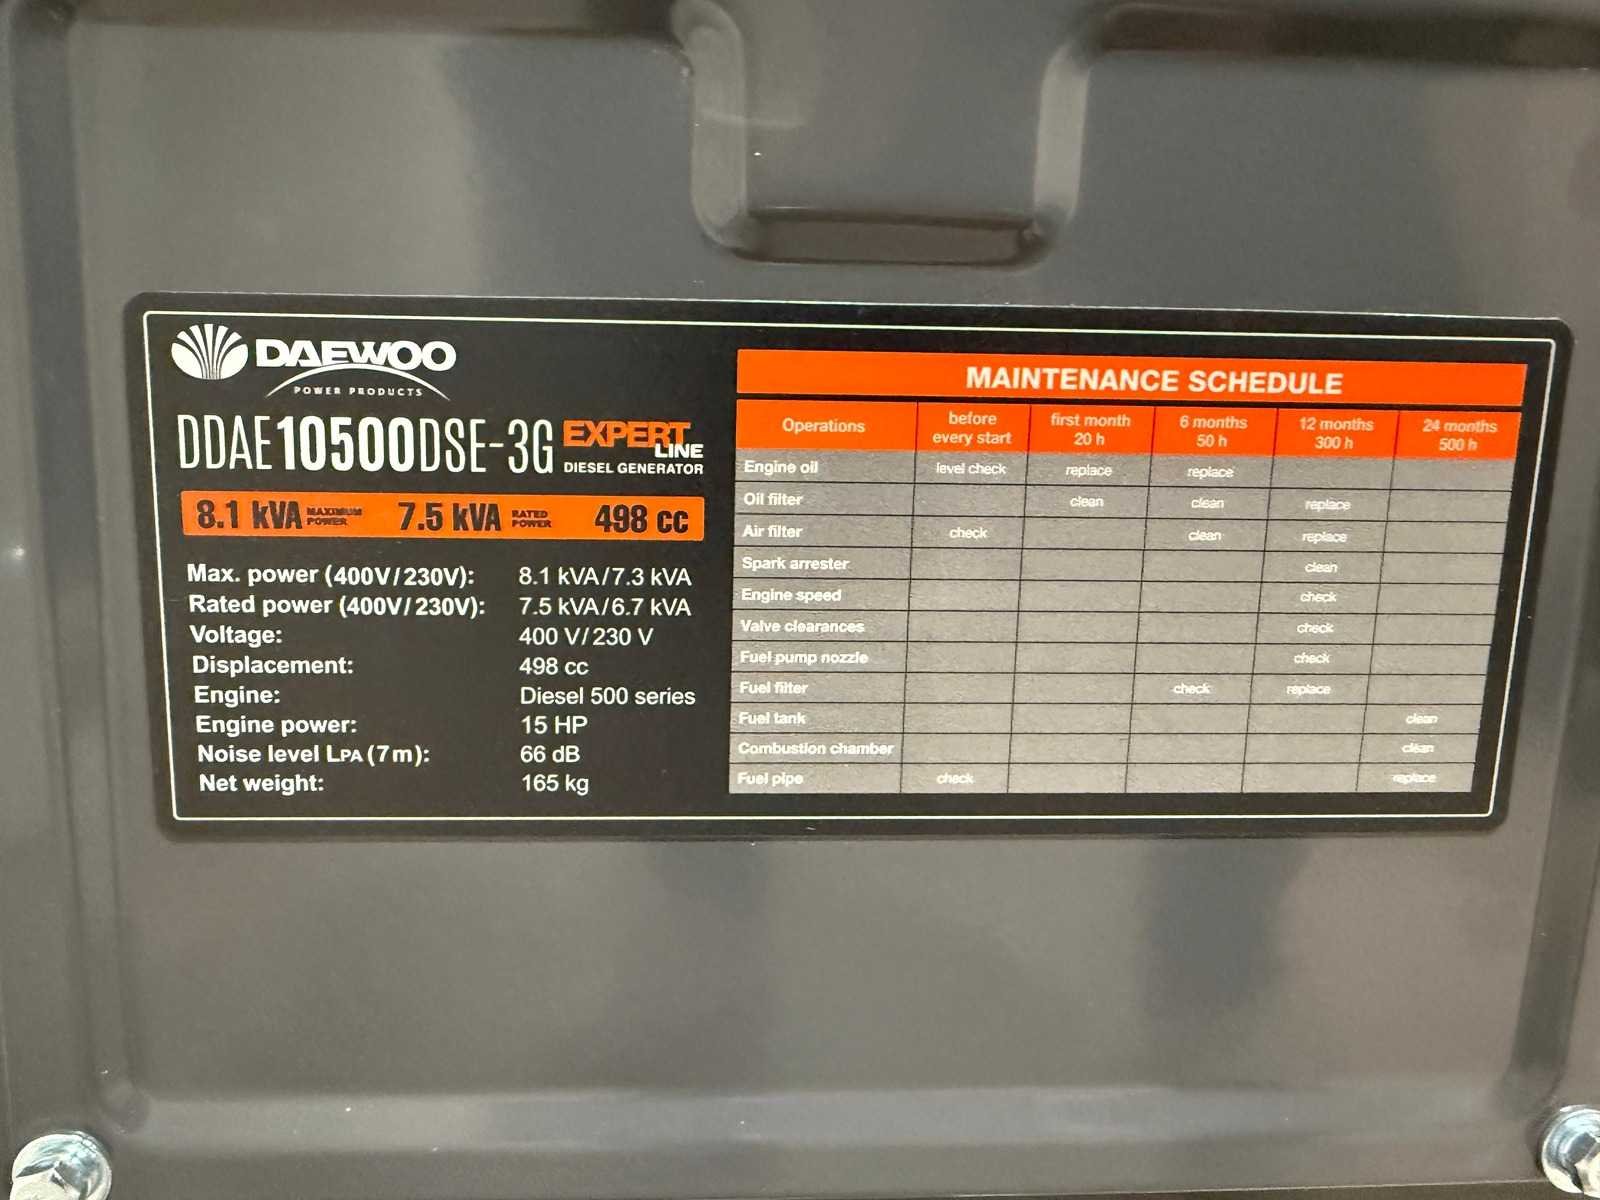 DAEWOO
POWER PRODUCTS
DDAE10500DSE-3G EXPERT LINE
DIESEL GENERATOR
8.1 kVA MAXIMUM POWER 7.5 kVA RATED POWER 498 cc
Max. power (400V/230V): 8.1 kVA/7.3 kVA
Rated power (400V/230V): 7.5 kVA/6.7 kVA
Voltage: 400 V/230 V
Displacement: 498 cc
Engine: Diesel 500 series
Engine power: 15 HP
Noise level LPA (7m): 66 dB
Net weight: 165 kg
MAINTENANCE SCHEDULE
Operations before every start first month 20 h 6 months 50 h 12 months 300 h 24 months 500 h
Engine oil level check replace replace
Oil filter clean clean replace
Air filter check clean replace
Spark arrester clean
Engine speed check
Valve clearances check
Fuel pump nozzle check
Fuel filter check replace
Fuel tank clean
Combustion chamber clean
Fuel pipe check replace